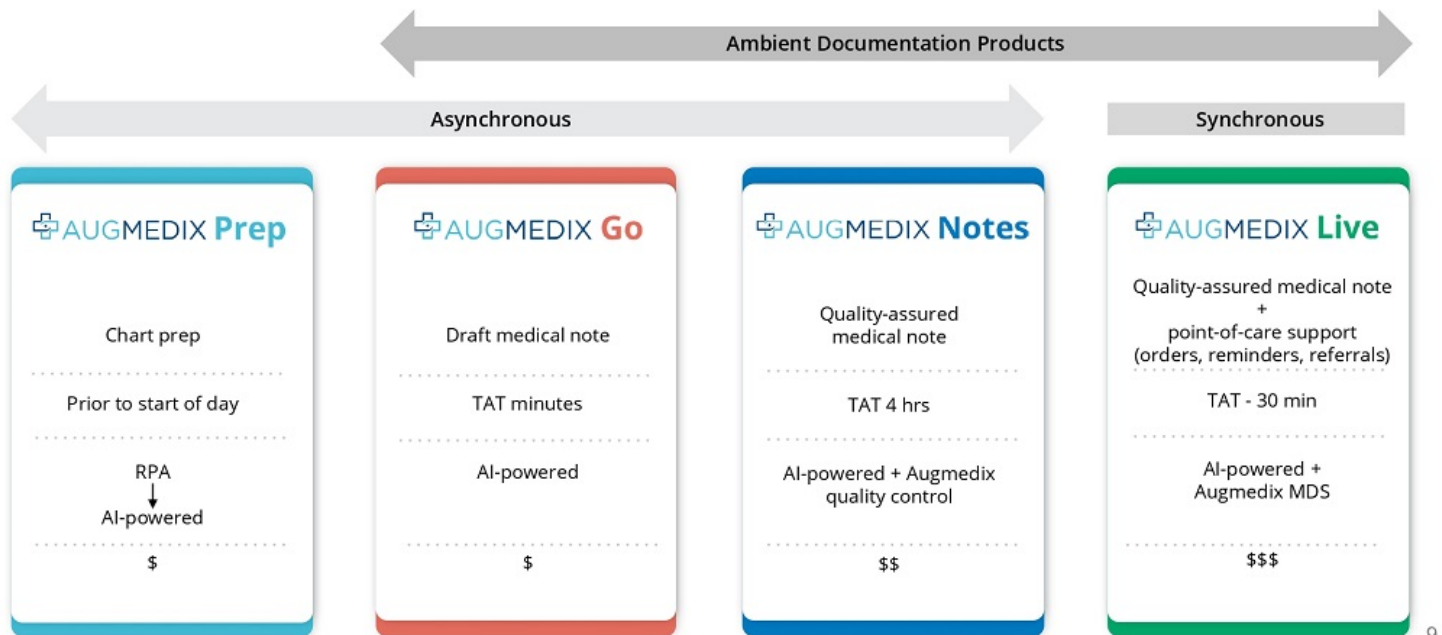 Ambient Documentation Products
Asynchronous
Synchronous
AUGMEDIX Prep
Chart prep
Prior to start of day
RPA
AI-powered
$
AUGMEDIX Go
Draft medical note
TAT minutes
AI-powered
$
AUGMEDIX Notes
Quality-assured
medical note
TAT 4 hrs
AI-powered + Augmedix
quality control
$$
AUGMEDIX Live
Quality-assured medical note
+
point-of-care support
(orders, reminders, referrals)
TAT - 30 min
AI-powered +
Augmedix MDS
$$$